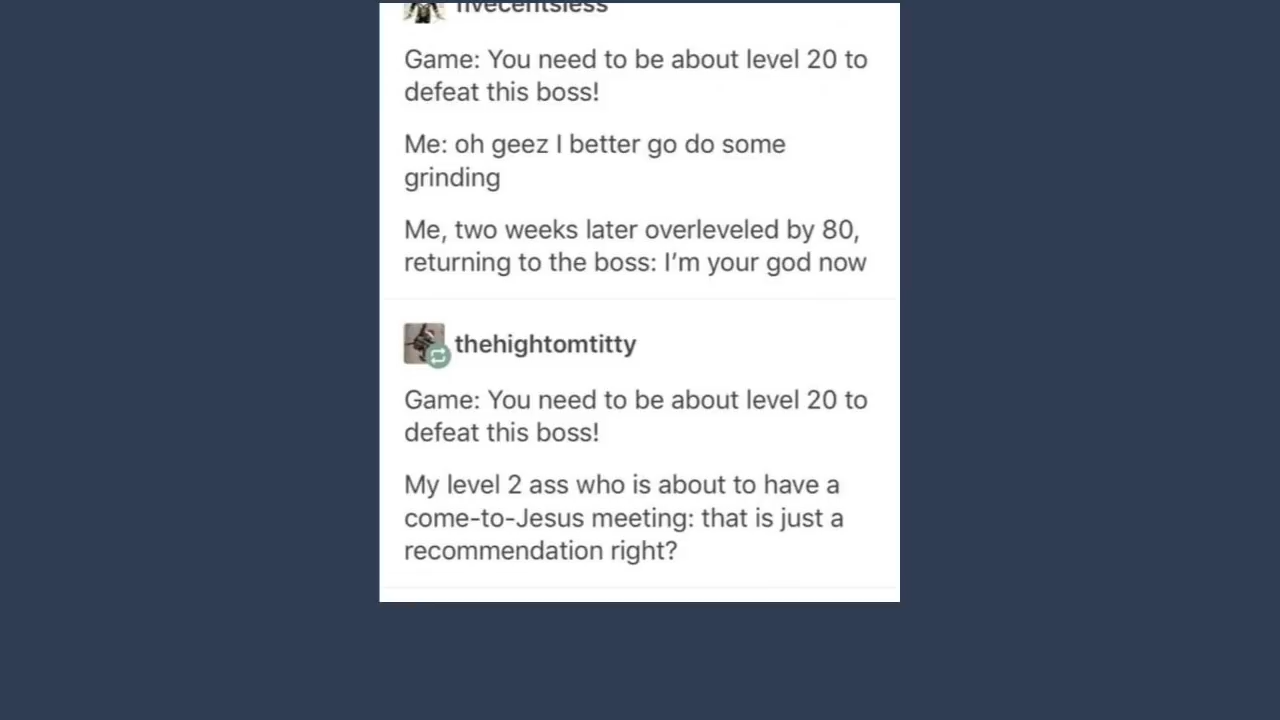 fivecentsless
Game: You need to be about level 20 to
defeat this boss!
Me: oh geez I better go do some
grinding
Me, two weeks later overleveled by 80,
returning to the boss: I’m your god now
thehightomtitty
Game: You need to be about level 20 to
defeat this boss!
My level 2 ass who is about to have a
come-to-Jesus meeting: that is just a
recommendation right?